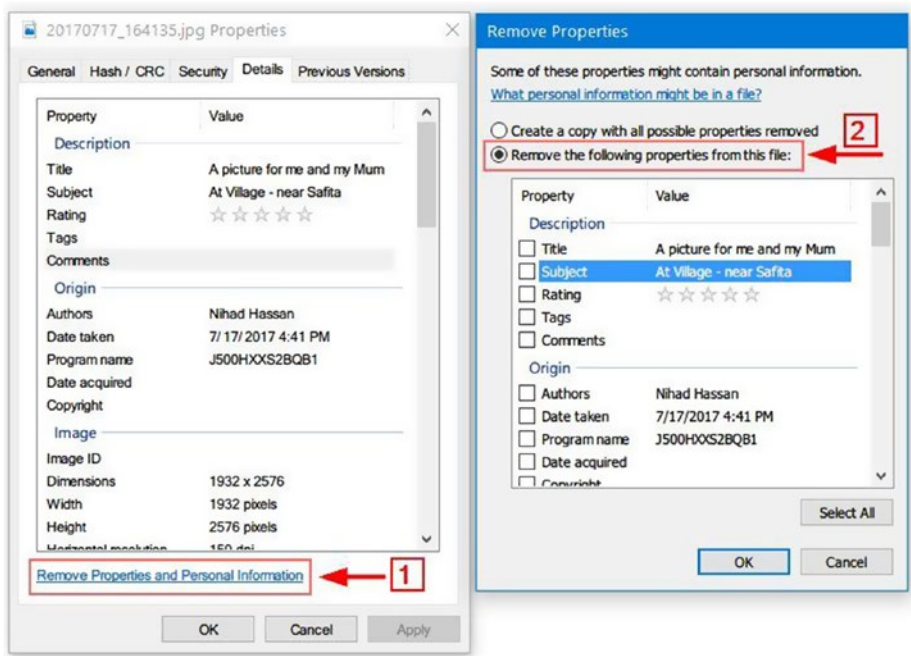 20170717_164135.jpg Properties
General Hash / CRC Security Details Previous Versions
Property Value
Description
Title A picture for me and my Mum
Subject At Village - near Safita
Rating
Tags
Comments
Origin
Authors Nihad Hassan
Date taken 7/17/2017 4:41 PM
Program name J500HXXS2BQB1
Date acquired
Copyright
Image
Image ID
Dimensions 1932 x 2576
Width 1932 pixels
Height 2576 pixels
Horizontal resolution 150 dpi
Remove Properties and Personal Information
1
OK Cancel Apply
Remove Properties
Some of these properties might contain personal information.
What personal information might be in a file?
Create a copy with all possible properties removed
2
Remove the following properties from this file:
Property Value
Description
Title A picture for me and my Mum
Subject At Village - near Safita
Rating
Tags
Comments
Origin
Authors Nihad Hassan
Date taken 7/17/2017 4:41 PM
Program name J500HXXS2BQB1
Date acquired
Copyright
Select All
OK Cancel